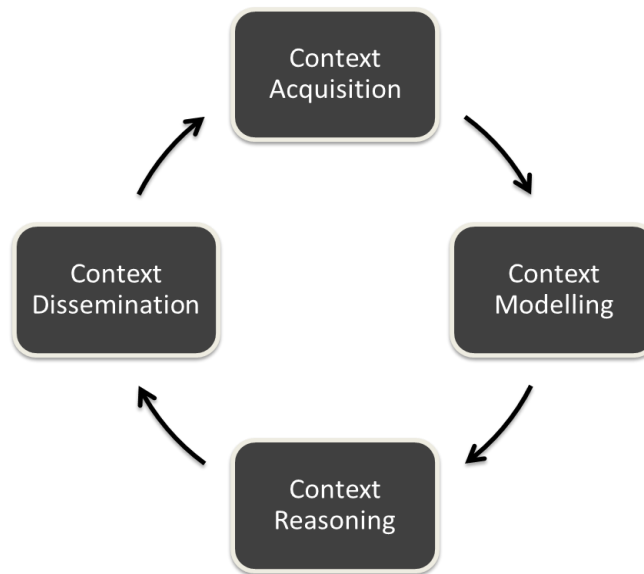 Context
Acquisition
Context
Modelling
Context
Reasoning
Context
Dissemination